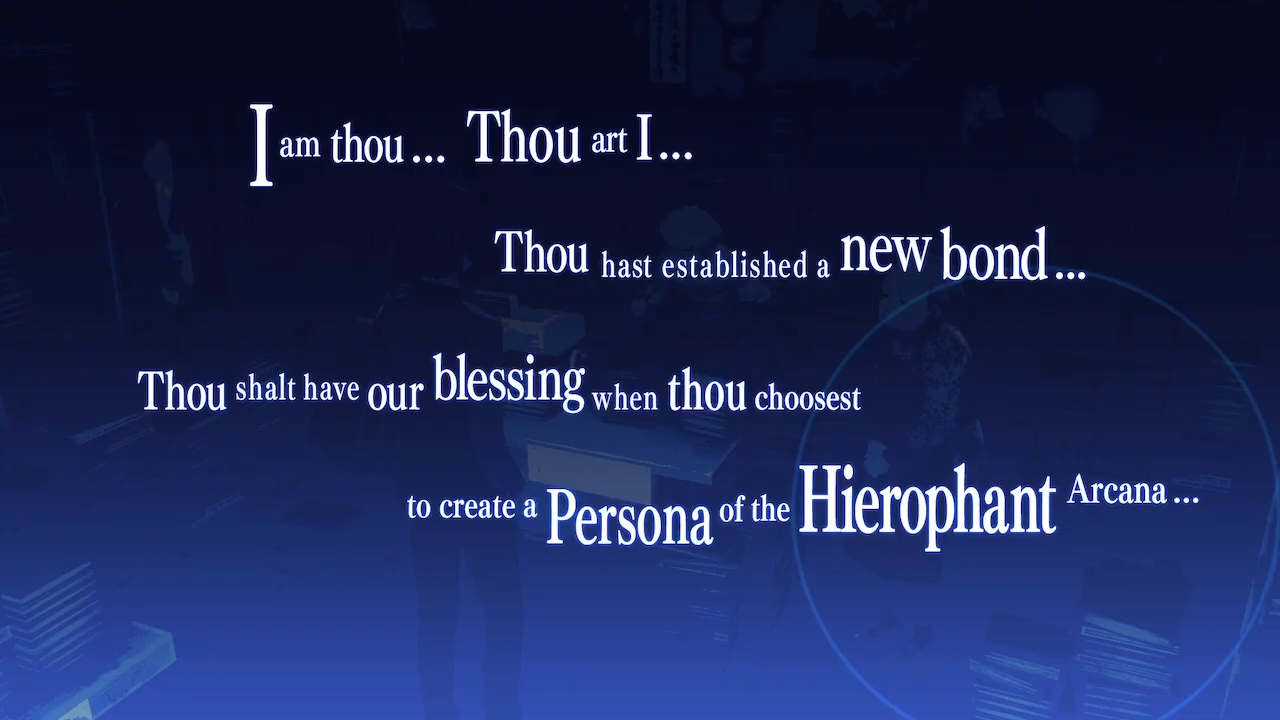 I am thou... Thou art I...
Thou hast established a new bond...
Thou shalt have our blessing when thou choosest
to create a Persona of the Hierophant Arcana...